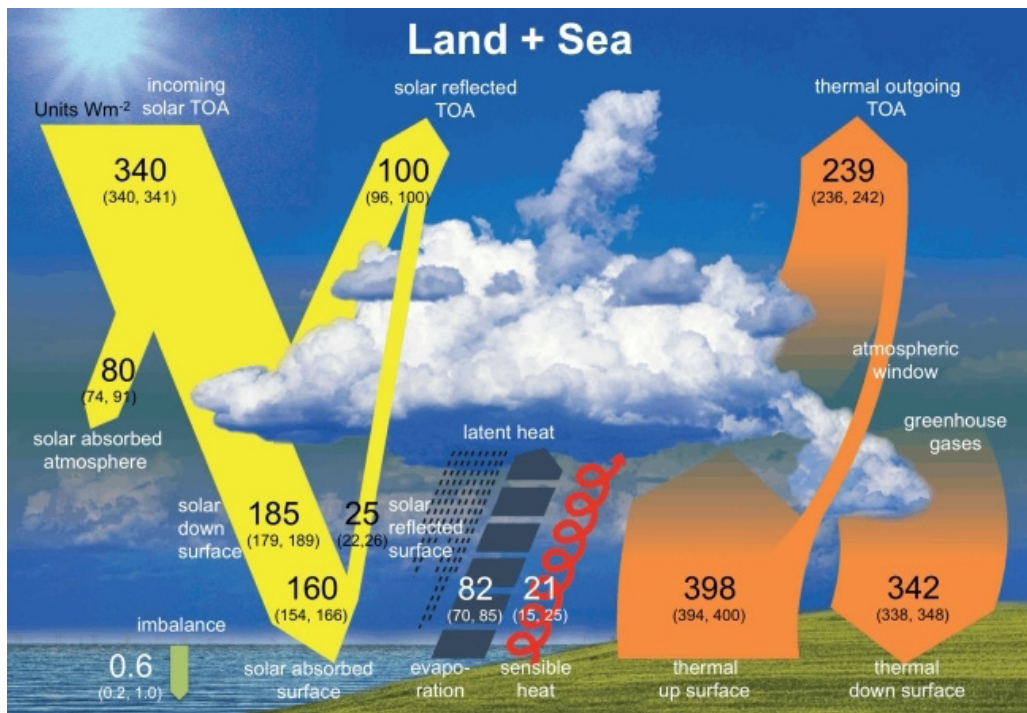 Land + Sea
Units Wm-2
incoming
solar TOA
solar reflected
TOA
thermal outgoing
TOA
340
(340, 341)
100
(96, 100)
239
(236, 242)
80
(74, 91)
solar absorbed
atmosphere
atmospheric
window
greenhouse
gases
latent heat
solar
down
surface
185
(179, 189)
25
(22,26)
solar
reflected
surface
160
(154, 166)
82
(70, 85)
21
(15, 25)
398
(394, 400)
342
(338, 348)
imbalance
0.6
(0.2, 1.0)
solar absorbed
surface
evapo-
ration
sensible
heat
thermal
up surface
thermal
down surface